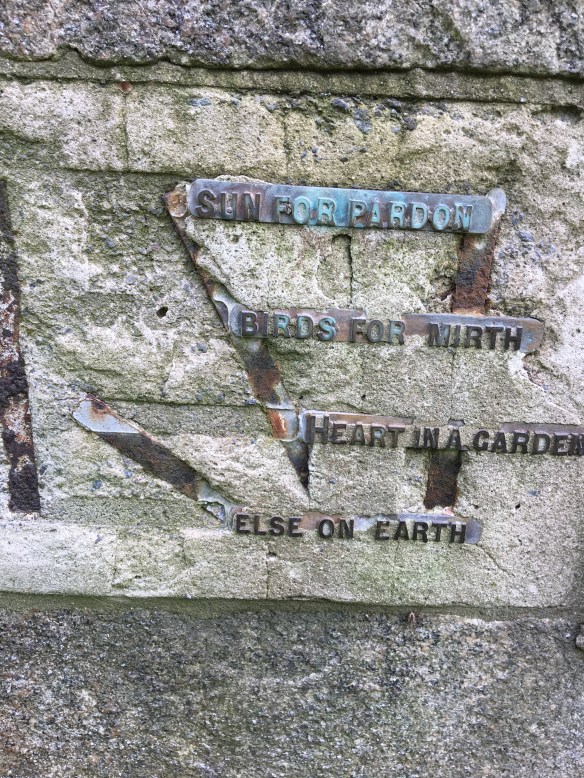 SUN FOR PARDON
BIRDS FOR MIRTH
HEART IN A GARDEN
ELSE ON EARTH